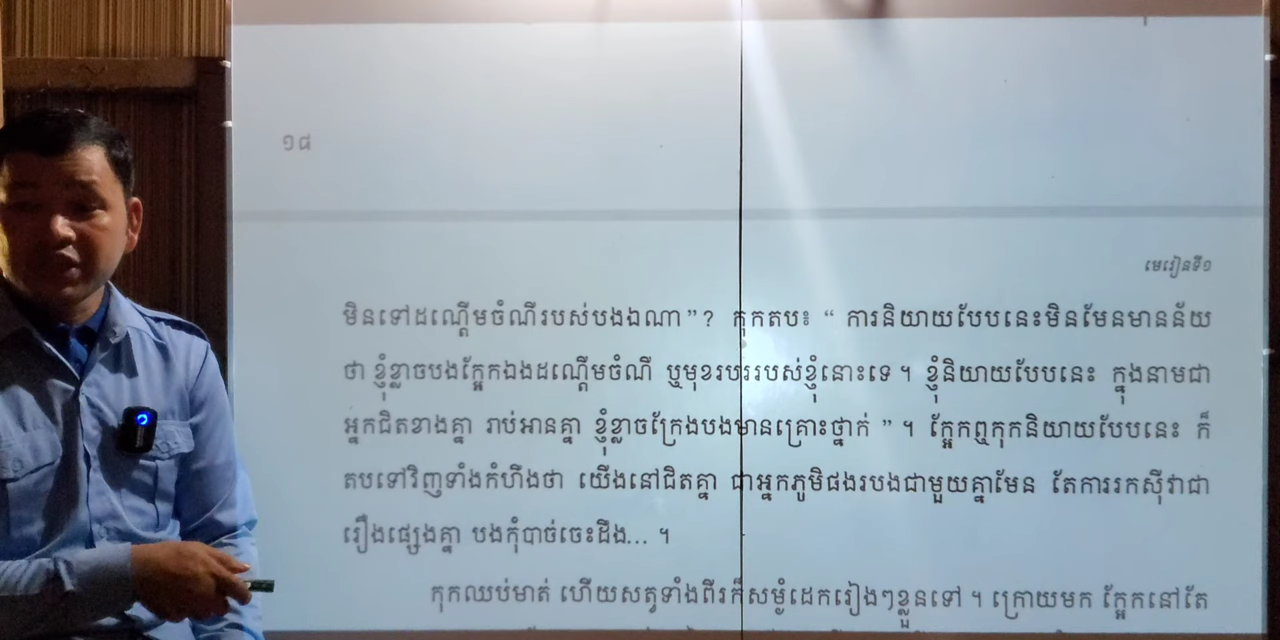 ១៨
មេរៀនទី១
មិនទៅដណ្តើមចំណីរបស់បងឯណា”? កុកតប៖ “ ការនិយាយបែបនេះមិនមែនមានន័យ
ថា ខ្ញុំខ្លាចបងក្អែកឯងដណ្តើមចំណី ឬមុខរបររបស់ខ្ញុំនោះទេ ។ ខ្ញុំនិយាយបែបនេះ ក្នុងនាមជា
អ្នកជិតខាងគ្នា រាប់អានគ្នា ខ្ញុំខ្លាចក្រែងបងមានគ្រោះថ្នាក់ ” ។ ក្អែកឮកុកនិយាយបែបនេះ ក៏
តបទៅវិញទាំងកំហឹងថា យើងនៅជិតគ្នា ជាអ្នកភូមិផងរបងជាមួយគ្នាមែន តែការរកស៊ីវាជា
រឿងផ្សេងគ្នា បងកុំបាច់ចេះដឹង... ។
កុកឈប់មាត់ ហើយសត្វទាំងពីរក៏សម្ងំដេករៀងៗខ្លួនទៅ ។ ក្រោយមក ក្អែកនៅតែ